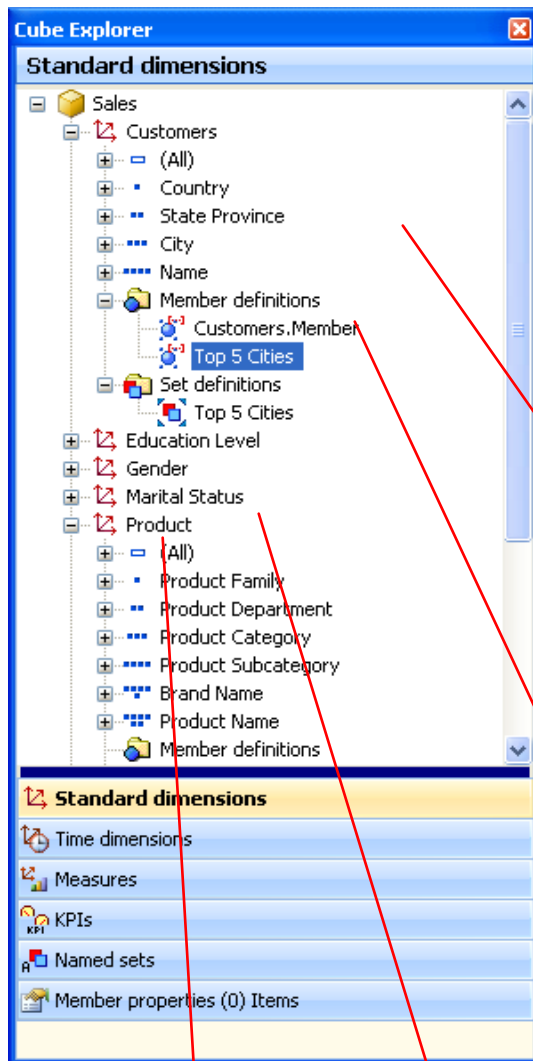 Cube Explorer
Standard dimensions
Sales
Customers
(All)
Country
State Province
City
Name
Member definitions
Customers.Member
Top 5 Cities
Set definitions
Top 5 Cities
Education Level
Gender
Marital Status
Product
(All)
Product Family
Product Department
Product Category
Product Subcategory
Brand Name
Product Name
Member definitions
Standard dimensions
Time dimensions
Measures
KPI KPIs
A Named sets
Member properties (0) Items